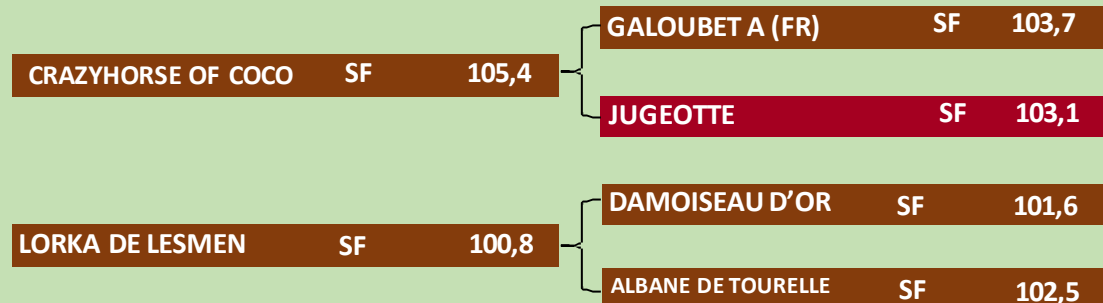 GALOUBET A (FR) SF 103,7
CRAZYHORSE OF COCO SF 105,4
JUGEOTTE SF 103,1
DAMOISEAU D’OR SF 101,6
LORKA DE LESMEN SF 100,8
ALBANE DE TOURELLE SF 102,5